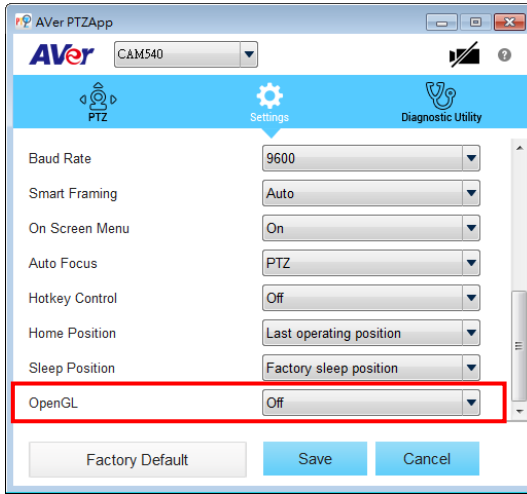 AVer PTZApp
AVer CAM540
PTZ Settings Diagnostic Utility
Baud Rate 9600
Smart Framing Auto
On Screen Menu On
Auto Focus PTZ
Hotkey Control Off
Home Position Last operating position
Sleep Position Factory sleep position
OpenGL Off
Factory Default Save Cancel